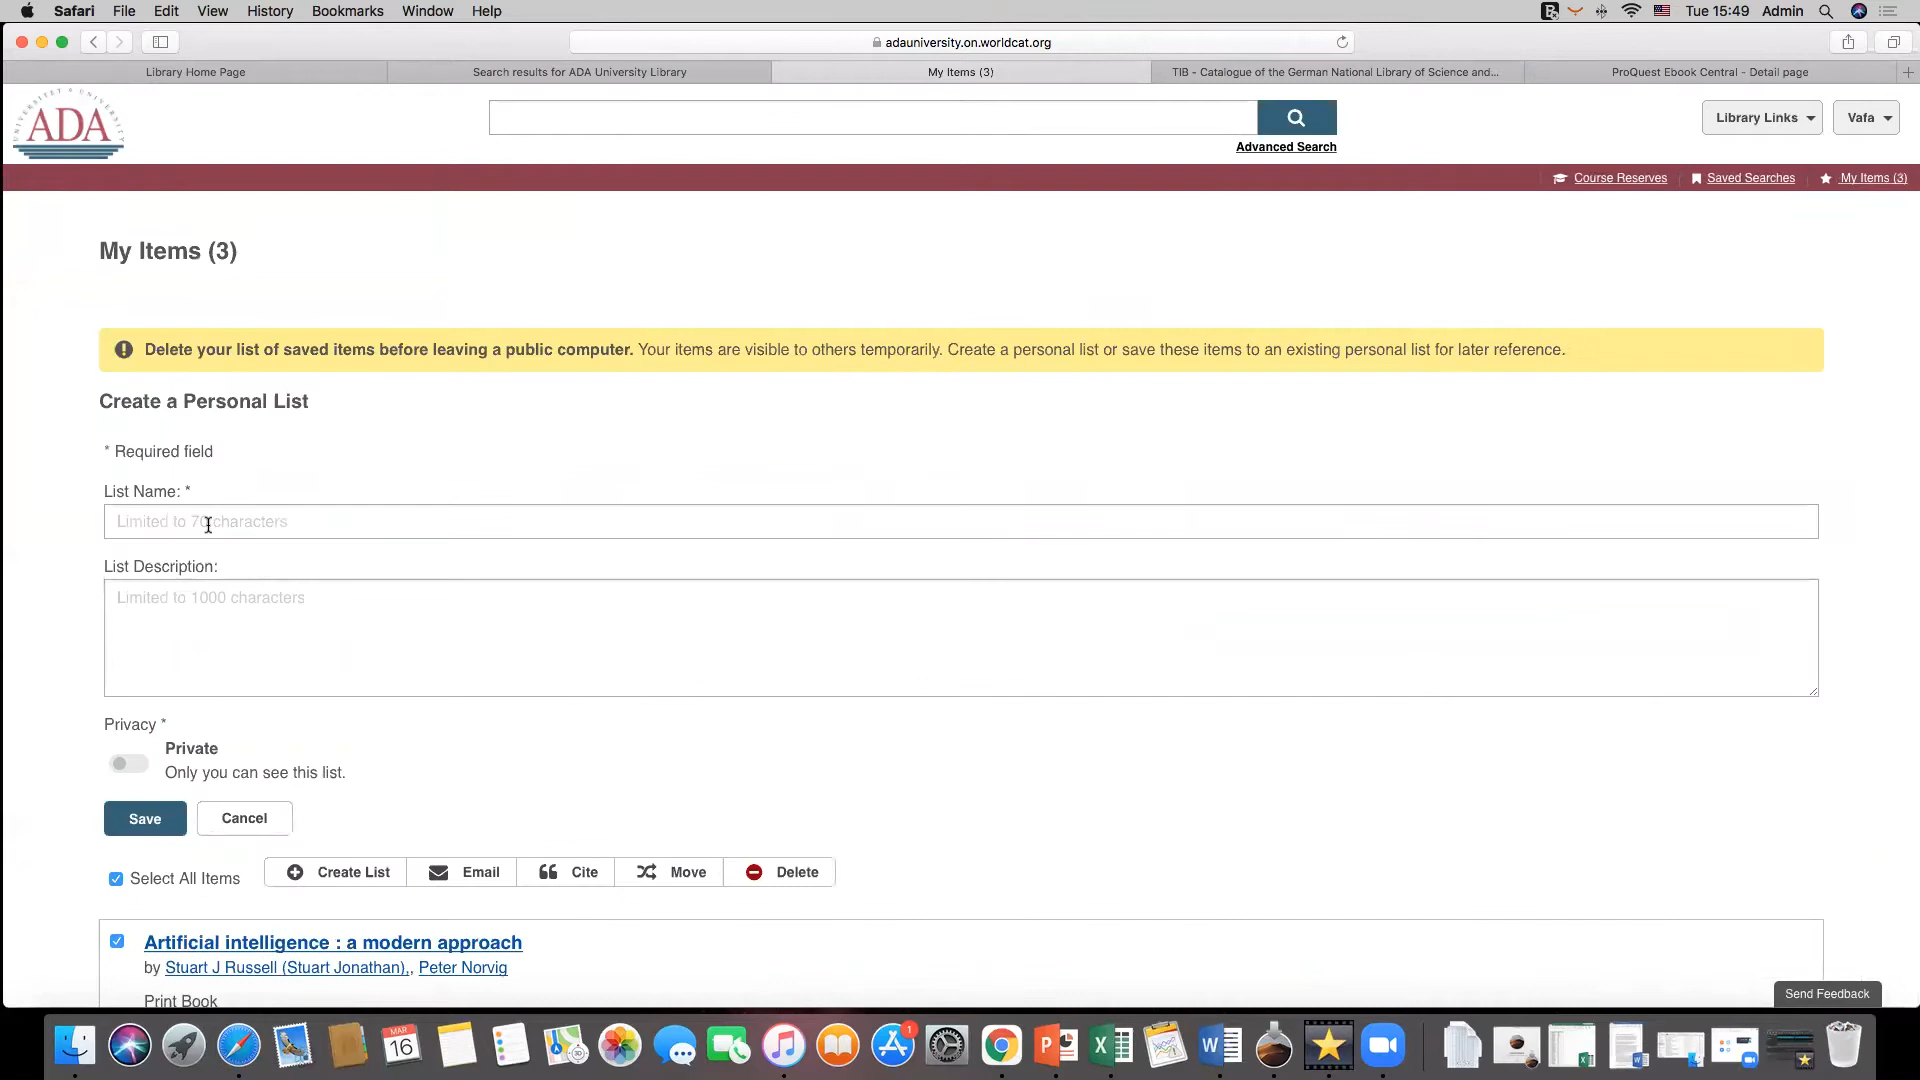 Safari File Edit View History Bookmarks Window Help
Tue 15:49 Admin
adauniversity.on.worldcat.org
Library Home Page
Search results for ADA University Library
My Items (3)
TIB - Catalogue of the German National Library of Science and...
ProQuest Ebook Central - Detail page
ADA
Library Links
Vafa
Advanced Search
Course Reserves
Saved Searches
My Items (3)
My Items (3)
Delete your list of saved items before leaving a public computer. Your items are visible to others temporarily. Create a personal list or save these items to an existing personal list for later reference.
Create a Personal List
* Required field
List Name: *
Limited to 70 characters
List Description:
Limited to 1000 characters
Privacy *
Private
Only you can see this list.
Save
Cancel
Select All Items
Create List
Email
Cite
Move
Delete
Artificial intelligence : a modern approach
by Stuart J Russell (Stuart Jonathan),, Peter Norvig
Print Book
Send Feedback
MAR
16
1